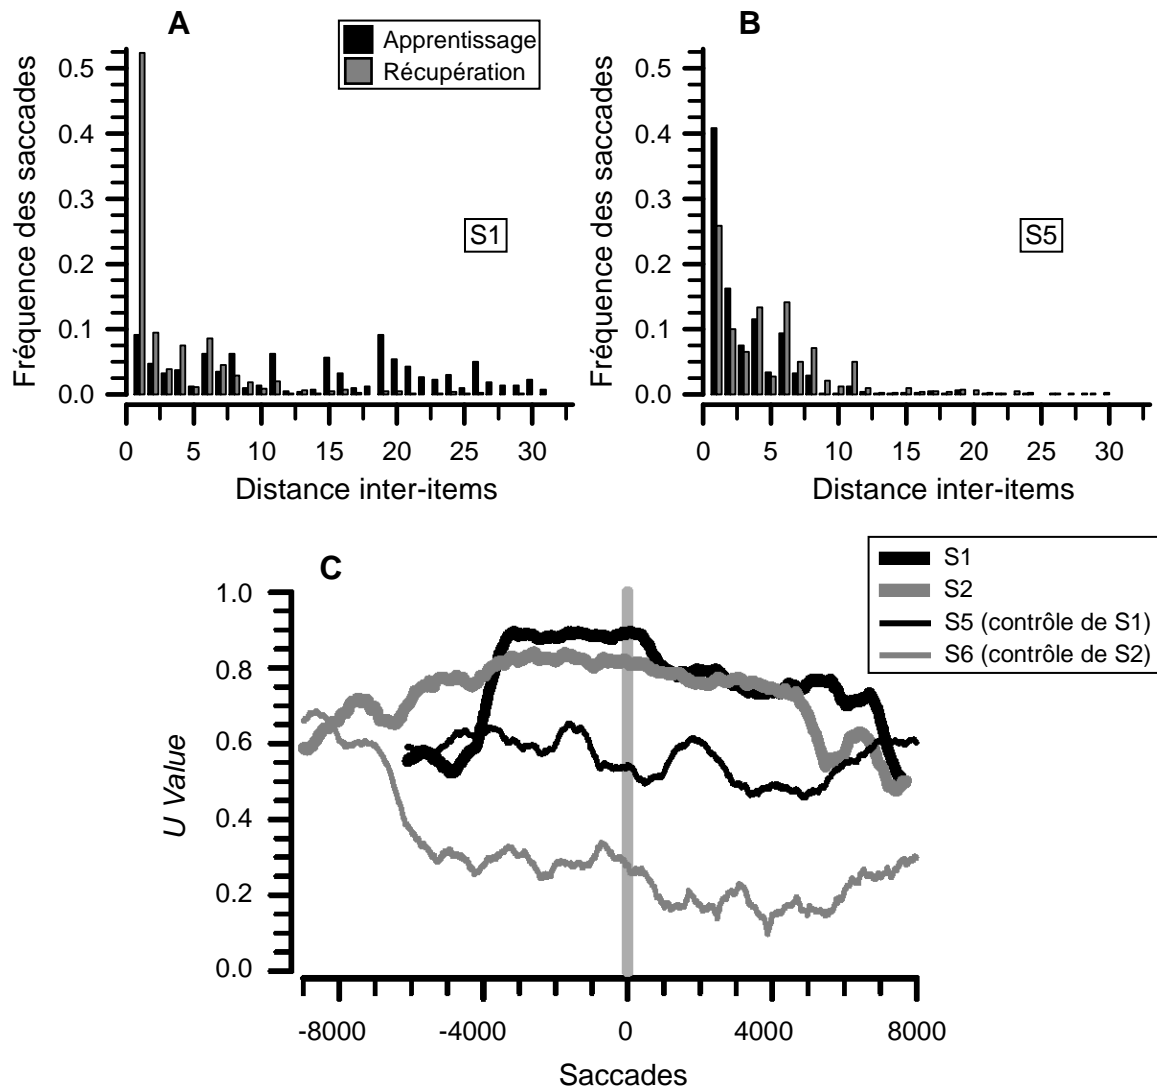 A
Apprentissage
Récupération
Fréquence des saccades
0.5
0.4
0.3
0.2
0.1
0.0
S1
0 5 10 15 20 25 30
Distance inter-items
B
Fréquence des saccades
0.5
0.4
0.3
0.2
0.1
0.0
S5
0 5 10 15 20 25 30
Distance inter-items
C
S1
S2
S5 (contrôle de S1)
S6 (contrôle de S2)
U Value
1.0
0.8
0.6
0.4
0.2
0.0
-8000 -4000 0 4000 8000
Saccades